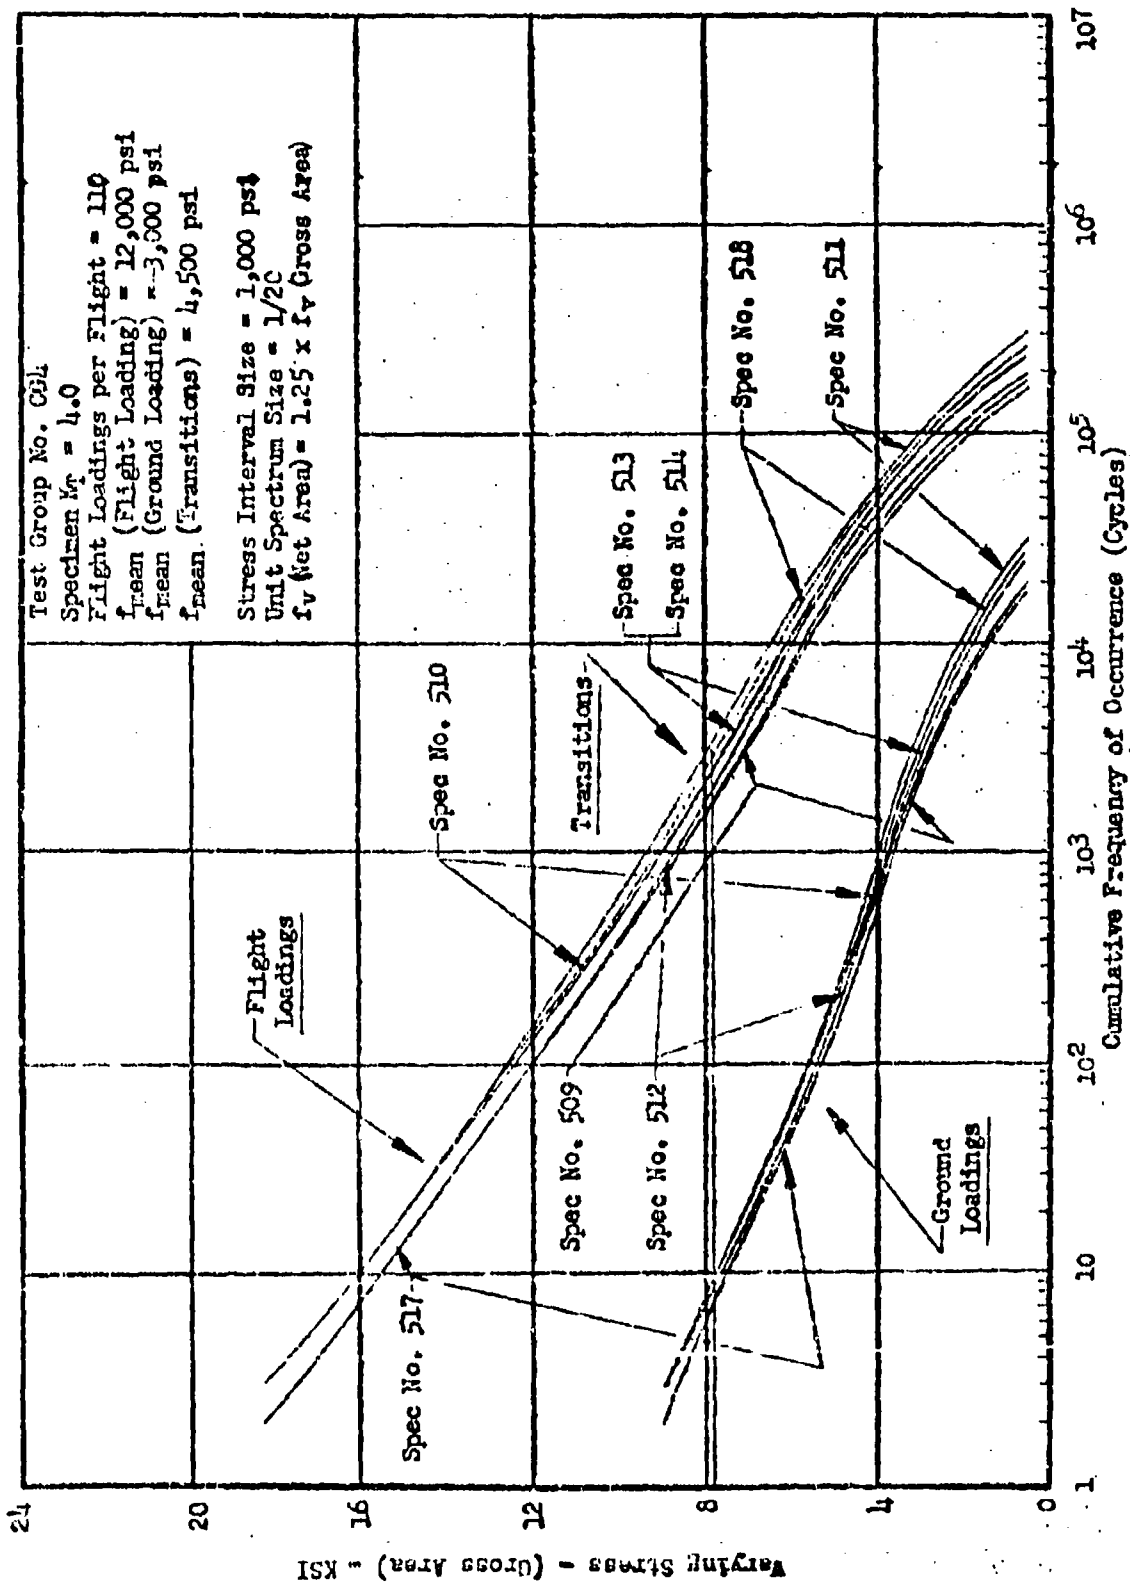 Test Group No. CG4
Specimen KT = 4.0
Flight Loadings per Flight = 110
fmean (Flight Loading) = 12,000 psi
fmean (Ground Loading) = -3,000 psi
fmean (Transitions) = 4,500 psi
Stress Interval Size = 1,000 psi
Unit Spectrum Size = 1/20
fv (Net Area) = 1.25 x fv (Gross Area)
Flight
Loadings
Spec No. 510
Transitions
Spec No. 513
Spec No. 514
Spec No. 518
Spec No. 511
Spec No. 517
Spec No. 509
Spec No. 512
Ground
Loadings
Varying Stress - (Gross Area) - KSI
24
20
16
12
8
4
0
1
10
10²
10³
10⁴
10⁵
10⁶
10⁷
Cumulative Frequency of Occurrence (Cycles)